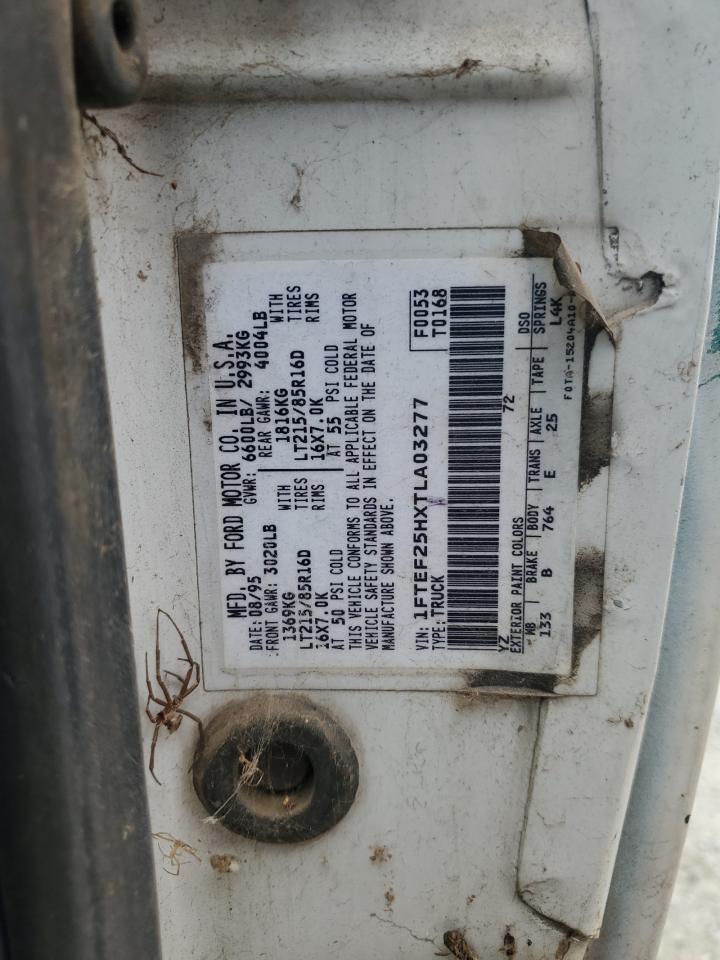 MFD. BY FORD MOTOR CO. IN U.S.A.
DATE: 08/95 GVWR: 6600LB/ 2993KG
FRONT GAWR: 3020LB REAR GAWR: 4004LB
1369KG WITH 1816KG WITH
LT215/85R16D TIRES LT215/85R16D TIRES
16X7.0K RIMS 16X7.0K RIMS
AT 50 PSI COLD AT 55 PSI COLD
THIS VEHICLE CONFORMS TO ALL APPLICABLE FEDERAL MOTOR
VEHICLE SAFETY STANDARDS IN EFFECT ON THE DATE OF
MANUFACTURE SHOWN ABOVE.
VIN: 1FTEF25HXTLA03277 F0053
TYPE: TRUCK T0168
YZ 72
EXTERIOR PAINT COLORS DSO
WB BRAKE BODY TRANS AXLE TAPE SPRINGS
133 B 764 E 25 L4K